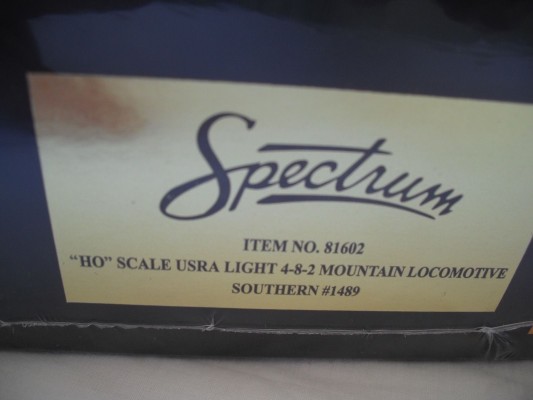 Spectrum
ITEM NO. 81602
"HO" SCALE USRA LIGHT 4-8-2 MOUNTAIN LOCOMOTIVE
SOUTHERN #1489